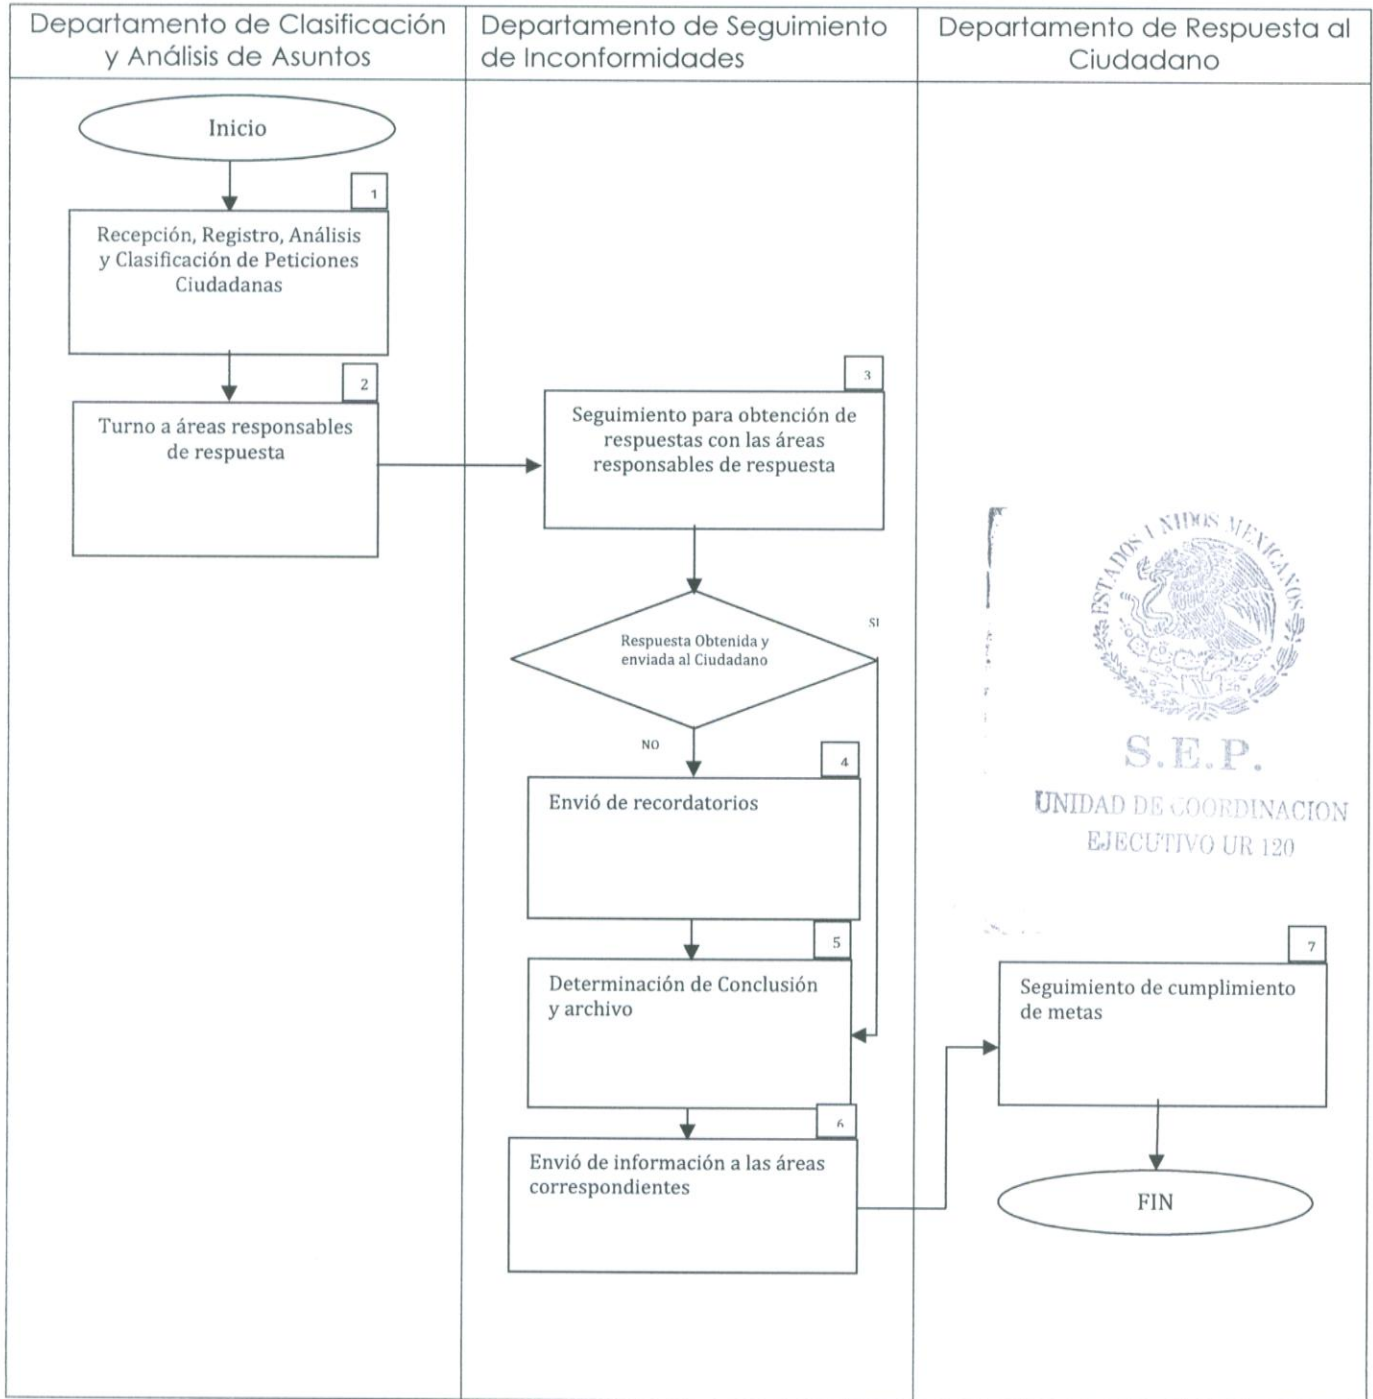 Departamento de Clasificación
y Análisis de Asuntos
Departamento de Seguimiento
de Inconformidades
Departamento de Respuesta al
Ciudadano
Inicio
1
Recepción, Registro, Análisis
y Clasificación de Peticiones
Ciudadanas
2
Turno a áreas responsables
de respuesta
3
Seguimiento para obtención de
respuestas con las áreas
responsables de respuesta
Respuesta Obtenida y
enviada al Ciudadano
SI
NO
4
Envió de recordatorios
5
Determinación de Conclusión
y archivo
6
Envió de información a las áreas
correspondientes
ESTADOS UNIDOS MEXICANOS
S.E.P.
UNIDAD DE COORDINACION
EJECUTIVO UR 120
7
Seguimiento de cumplimiento
de metas
FIN